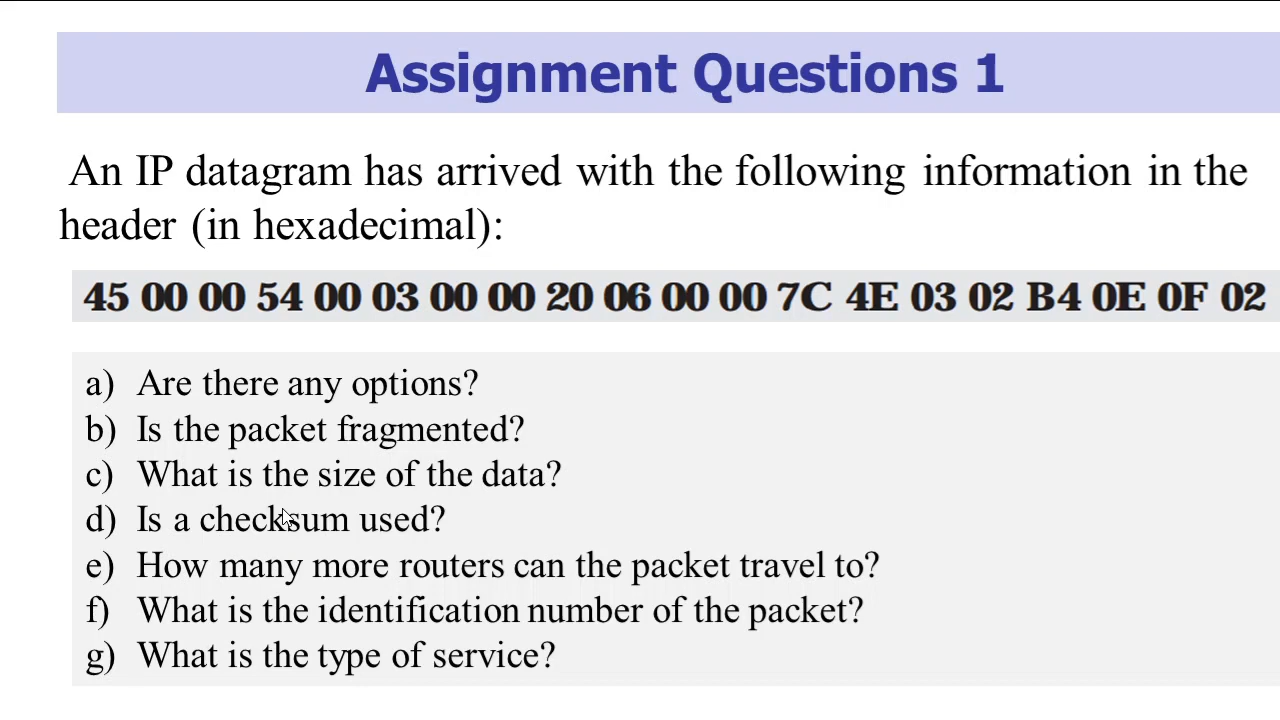 Assignment Questions 1
An IP datagram has arrived with the following information in the
header (in hexadecimal):
45 00 00 54 00 03 00 00 20 06 00 00 7C 4E 03 02 B4 0E 0F 02
a) Are there any options?
b) Is the packet fragmented?
c) What is the size of the data?
d) Is a checksum used?
e) How many more routers can the packet travel to?
f) What is the identification number of the packet?
g) What is the type of service?